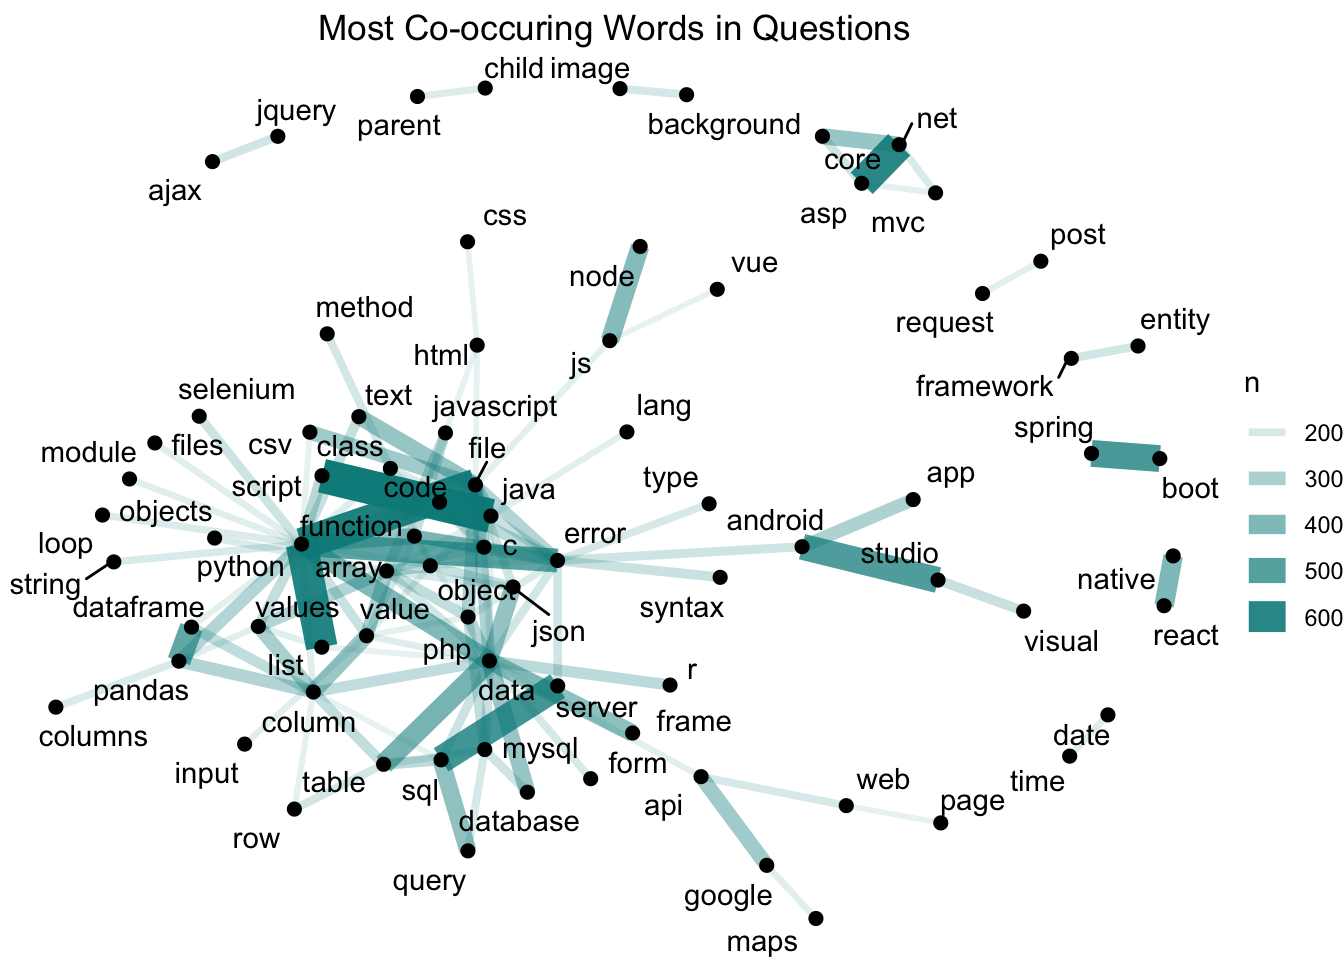 Most Co-occuring Words in Questions
child image
jquery
parent
background
net
core
ajax
asp
mvc
css
post
node
vue
request
method
entity
html
js
framework
n
selenium
text
javascript
lang
spring
200
module
files
csv
class
file
type
app
300
script
code
java
boot
objects
function
error
android
400
loop
c
studio
string
python
array
native
500
dataframe
values
value
object
syntax
600
json
visual
react
list
php
r
pandas
data
server
frame
columns
column
date
input
table
mysql
form
time
sql
api
web
page
row
database
query
google
maps